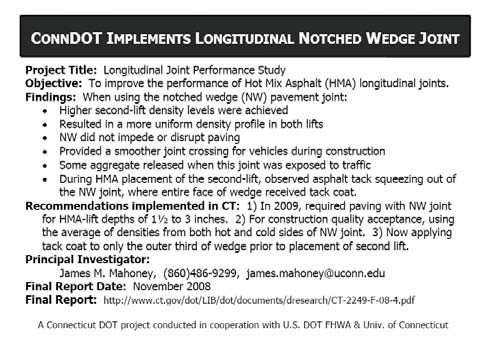 CONNDOT IMPLEMENTS LONGITUDINAL NOTCHED WEDGE JOINT
Project Title: Longitudinal Joint Performance Study
Objective: To improve the performance of Hot Mix Asphalt (HMA) longitudinal joints.
Findings: When using the notched wedge (NW) pavement joint:
• Higher second-lift density levels were achieved
• Resulted in a more uniform density profile in both lifts
• NW did not impede or disrupt paving
• Provided a smoother joint crossing for vehicles during construction
• Some aggregate released when this joint was exposed to traffic
• During HMA placement of the second-lift, observed asphalt tack squeezing out of
the NW joint, where entire face of wedge received tack coat.
Recommendations implemented in CT: 1) In 2009, required paving with NW joint
for HMA-lift depths of 1½ to 3 inches. 2) For construction quality acceptance, using
the average of densities from both hot and cold sides of NW joint. 3) Now applying
tack coat to only the outer third of wedge prior to placement of second lift.
Principal Investigator:
James M. Mahoney, (860)486-9299, james.mahoney@uconn.edu
Final Report Date: November 2008
Final Report: http://www.ct.gov/dot/LIB/dot/documents/dresearch/CT-2249-F-08-4.pdf
A Connecticut DOT project conducted in cooperation with U.S. DOT FHWA & Univ. of Connecticut